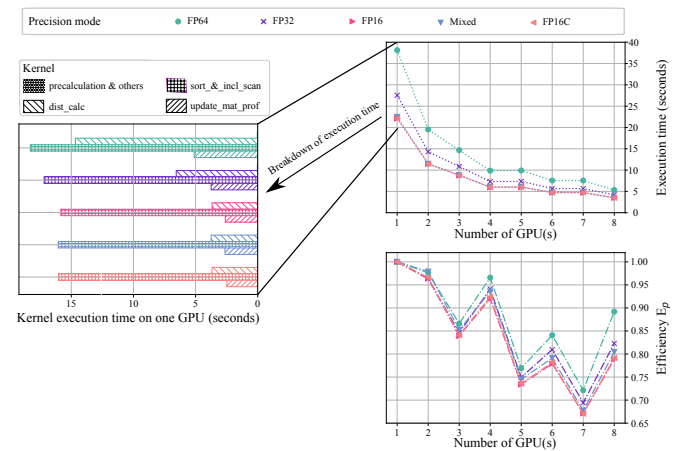 Precision mode FP64 FP32 FP16 Mixed FP16C
Kernel
precalculation & others sort_&_incl_scan
dist_calc update_mat_prof
Breakdown of execution time
15 10 5 0
Kernel execution time on one GPU (seconds)
40
35
30
25
20
15
10
5
0
Execution time (seconds)
1 2 3 4 5 6 7 8
Number of GPU(s)
1.00
0.95
0.90
0.85
0.80
0.75
0.70
0.65
Efficiency Ep
1 2 3 4 5 6 7 8
Number of GPU(s)